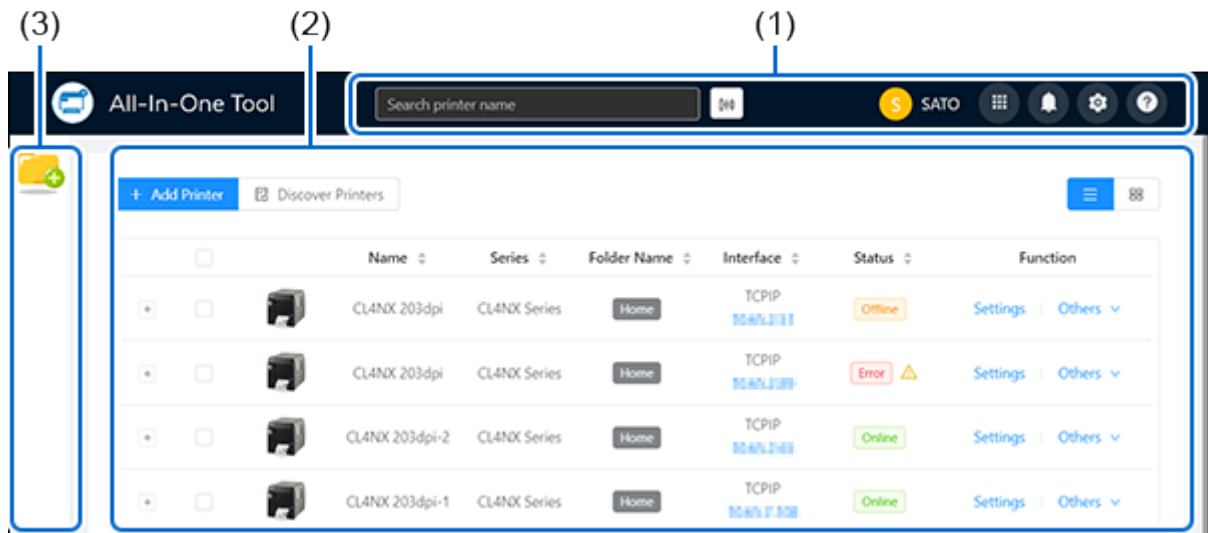 (3) (2) (1)
All-In-One Tool Search printer name S SATO
+ Add Printer Discover Printers
Name Series Folder Name Interface Status Function
CL4NX 203dpi CL4NX Series Home TCPIP Offline Settings Others
CL4NX 203dpi CL4NX Series Home TCPIP Error Settings Others
CL4NX 203dpi-2 CL4NX Series Home TCPIP Online Settings Others
CL4NX 203dpi-1 CL4NX Series Home TCPIP Online Settings Others